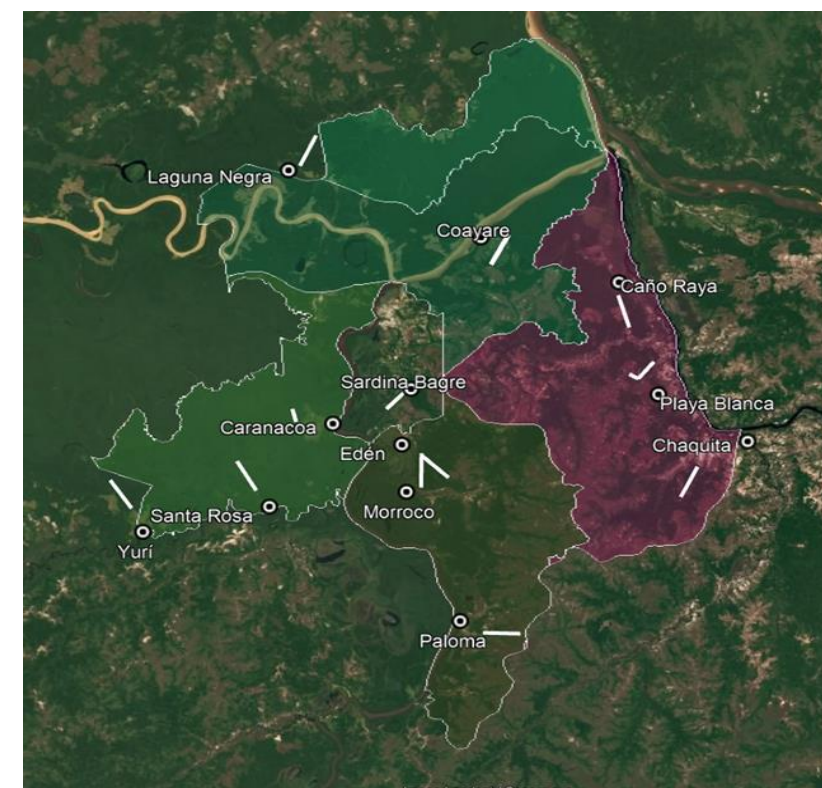 Laguna Negra
Coayare
Caño Raya
Sardina Bagre
Playa Blanca
Caranacoa
Edén
Chaquita
Morroco
Santa Rosa
Yurí
Paloma